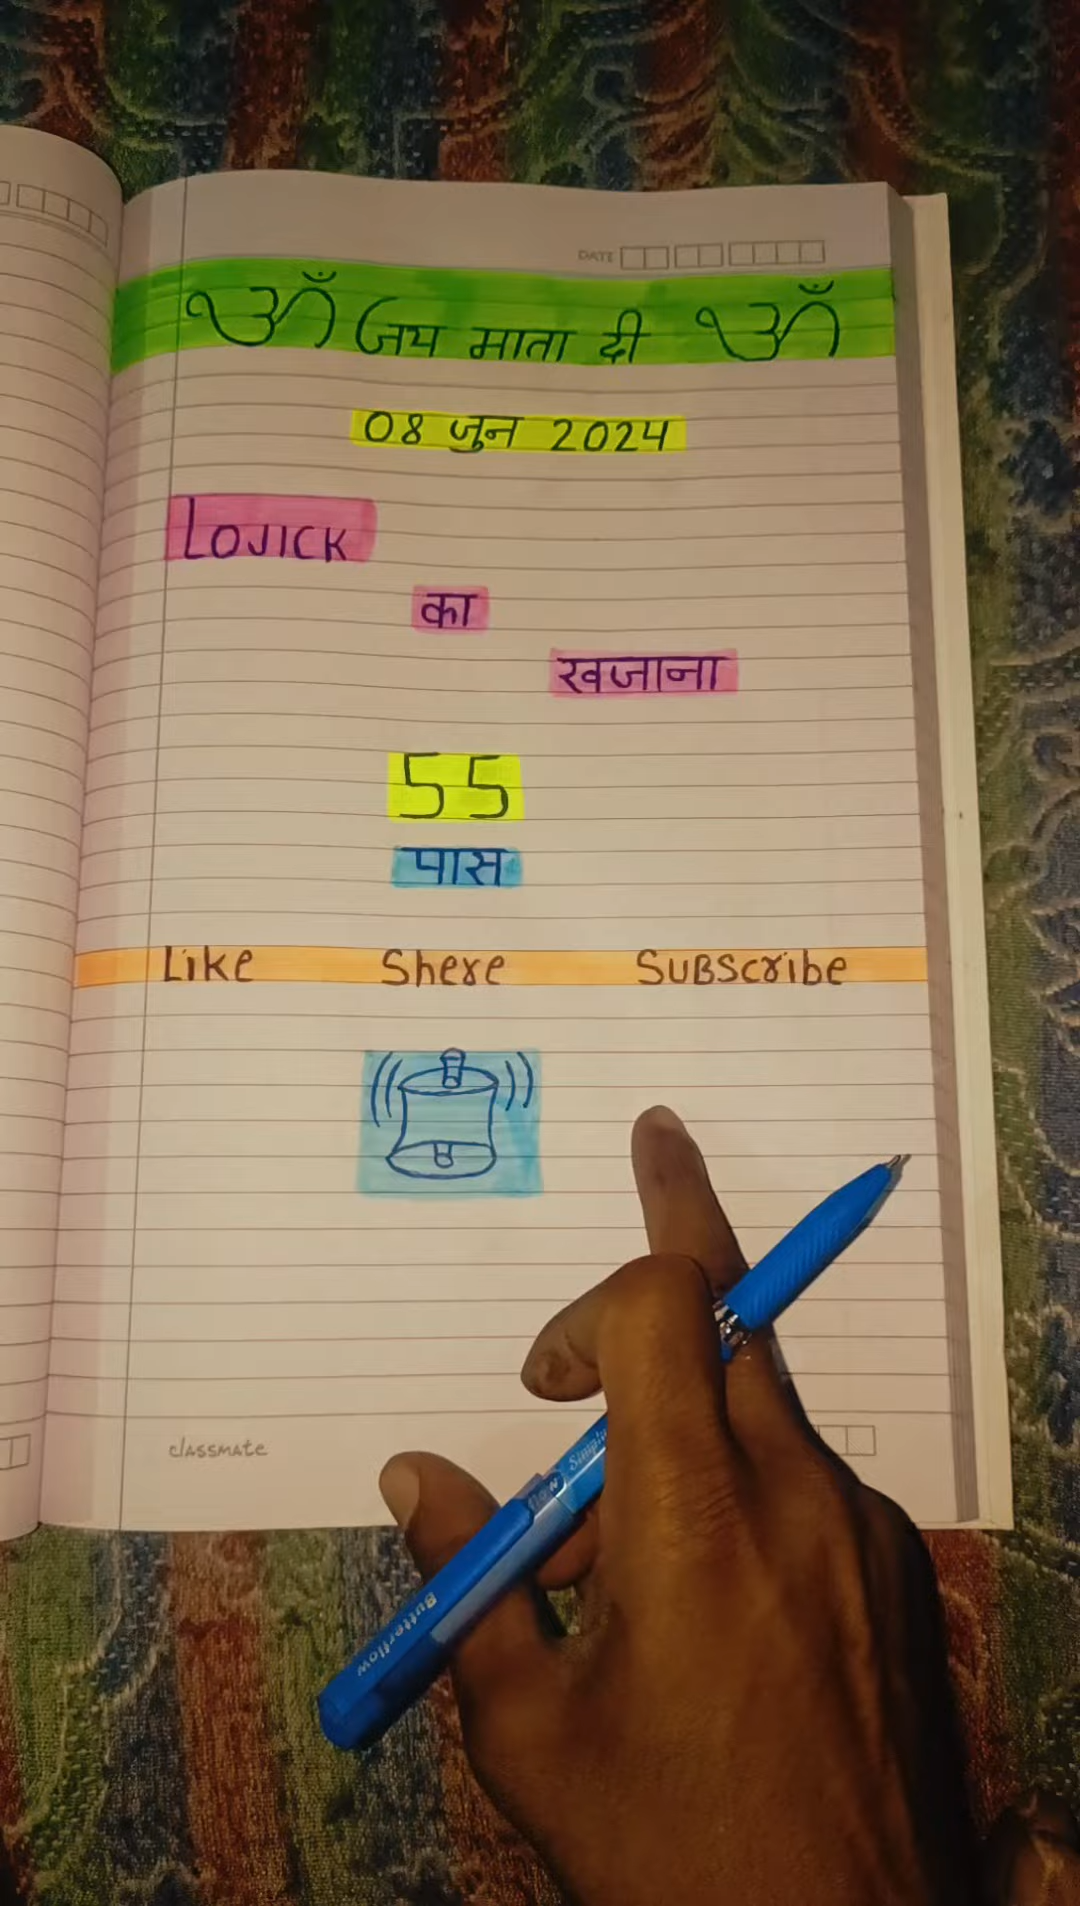 DATE
ॐ जय माता दी ॐ
08 जुन 2024
LOJICK
का
खजाना
55
पास
Like Shere SUBSCribe
classmate
Butterflow